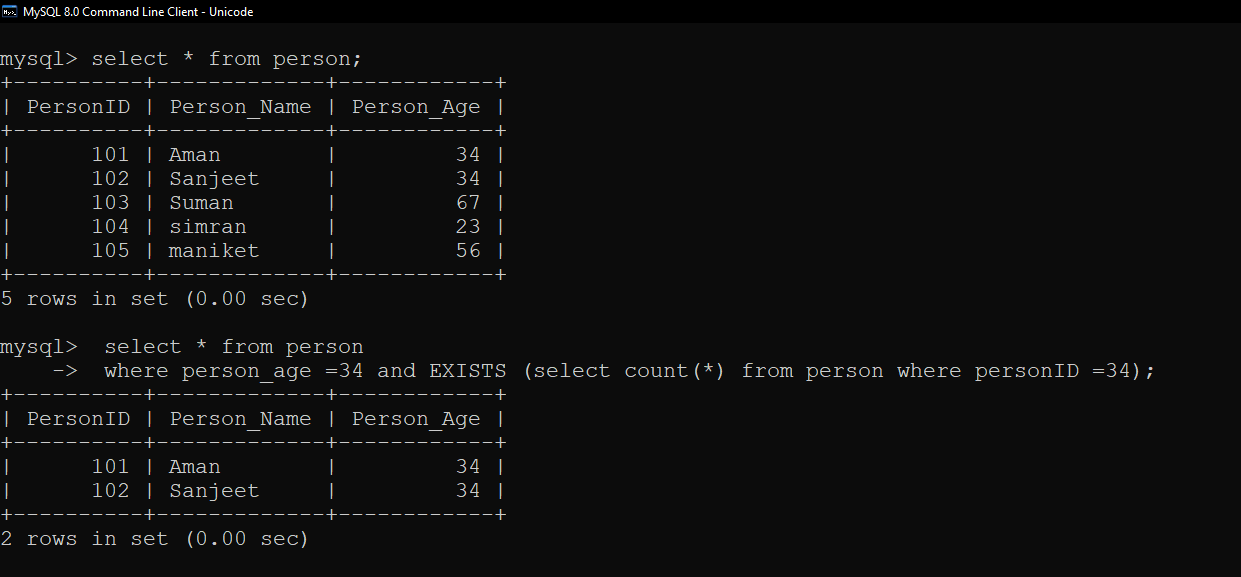 MySQL 8.0 Command Line Client - Unicode
mysql> select * from person;
+----------+-------------+------------+
| PersonID | Person_Name | Person_Age |
+----------+-------------+------------+
|      101 | Aman        |         34 |
|      102 | Sanjeet     |         34 |
|      103 | Suman       |         67 |
|      104 | simran      |         23 |
|      105 | maniket     |         56 |
+----------+-------------+------------+
5 rows in set (0.00 sec)
mysql>  select * from person
    ->  where person_age =34 and EXISTS (select count(*) from person where personID =34);
+----------+-------------+------------+
| PersonID | Person_Name | Person_Age |
+----------+-------------+------------+
|      101 | Aman        |         34 |
|      102 | Sanjeet     |         34 |
+----------+-------------+------------+
2 rows in set (0.00 sec)